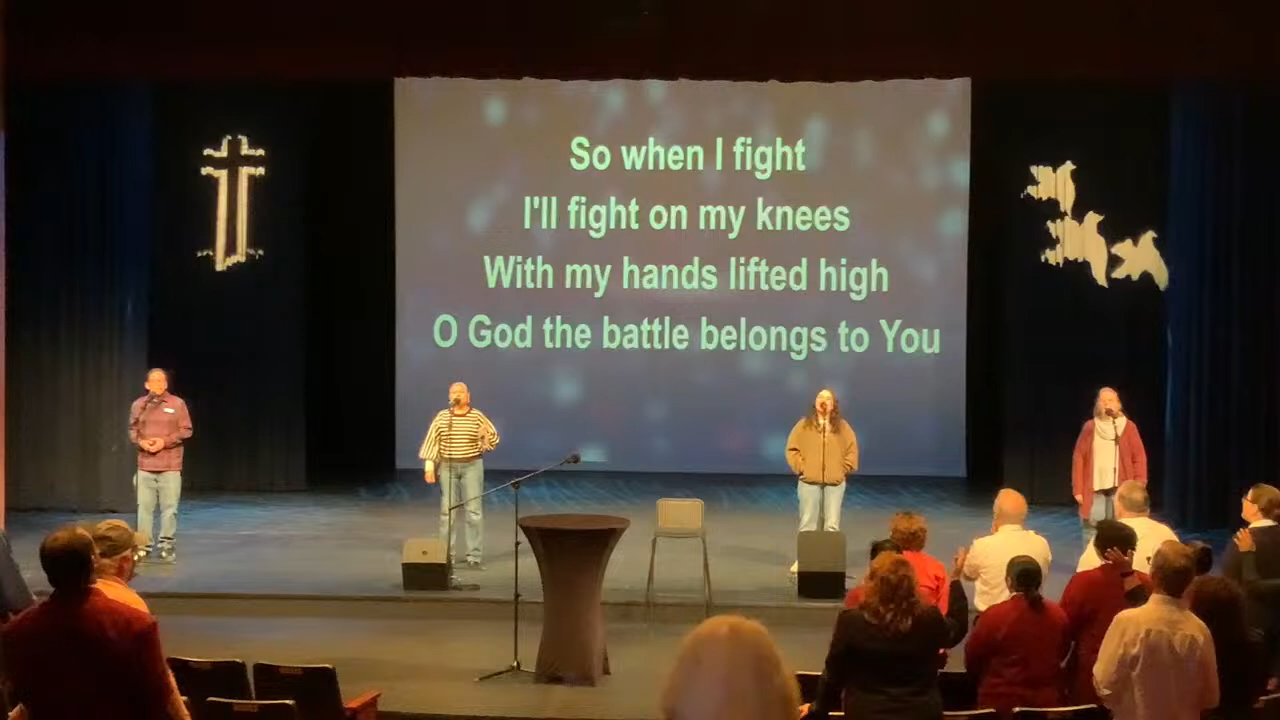 So when I fight
I'll fight on my knees
With my hands lifted high
O God the battle belongs to You